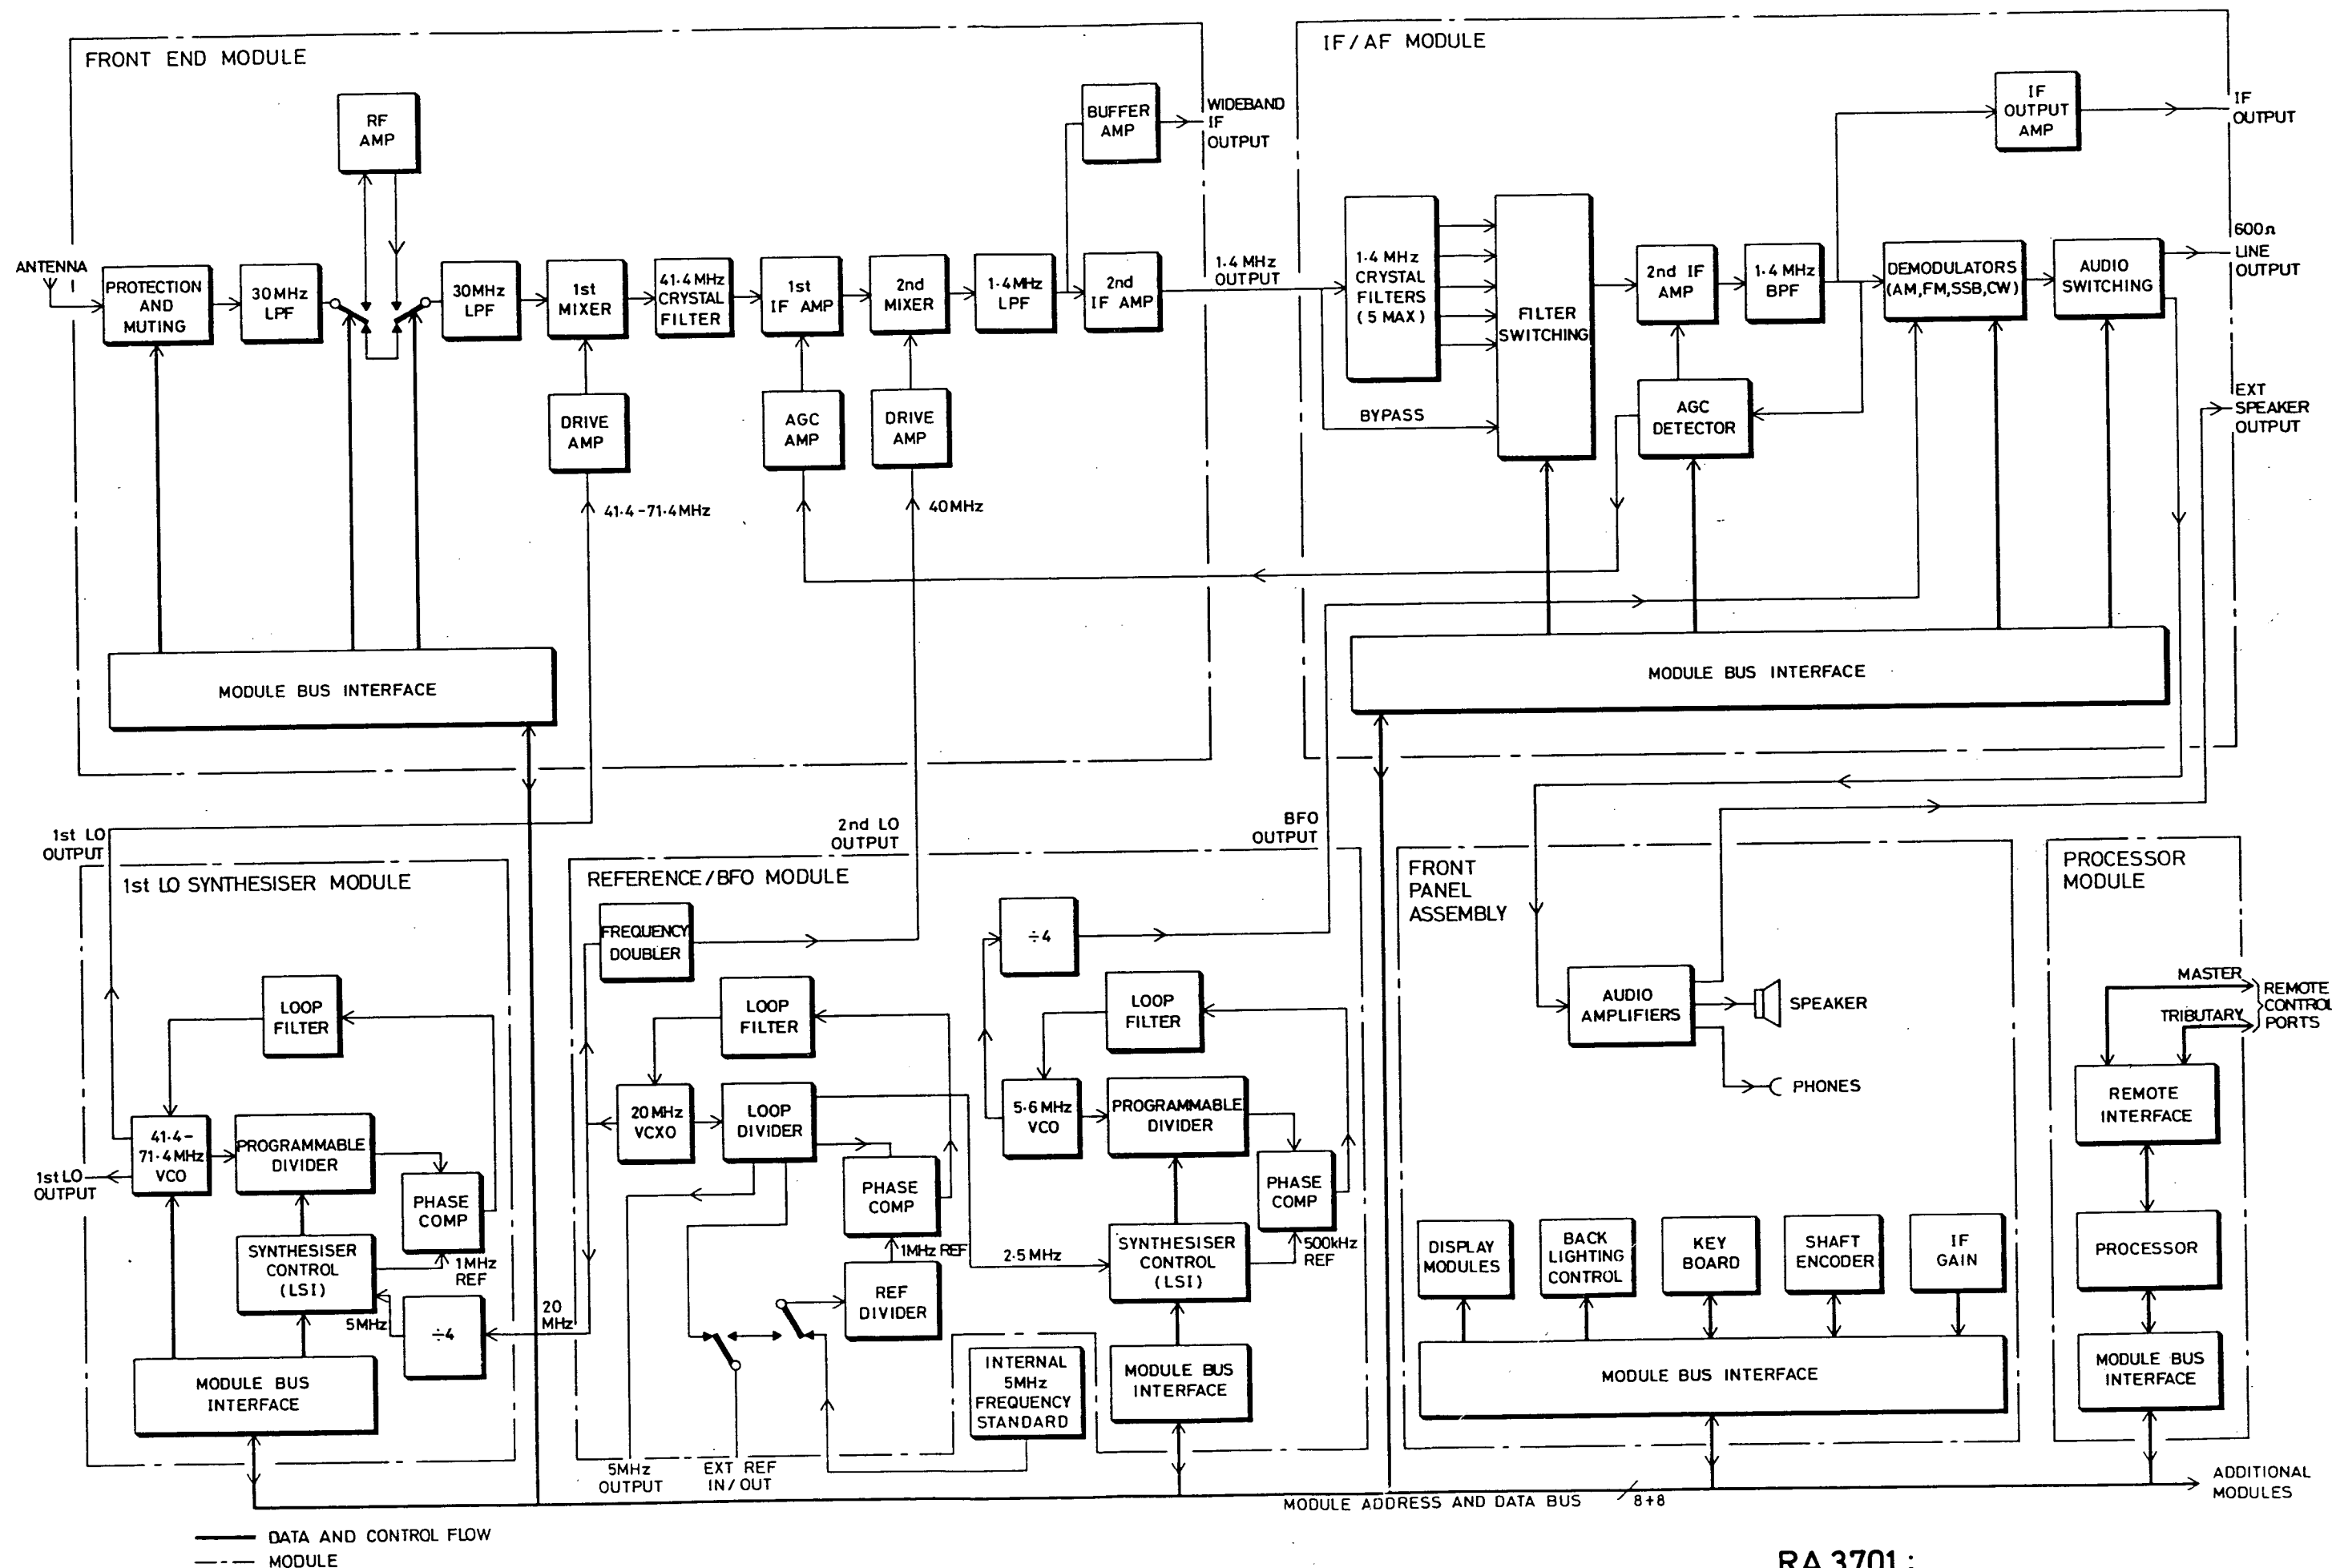 FRONT END MODULE
RF
AMP
BUFFER
AMP
WIDEBAND
IF
OUTPUT
ANTENNA
PROTECTION
AND
MUTING
30MHz
LPF
30MHz
LPF
1st
MIXER
41·4MHz
CRYSTAL
FILTER
1st
IF AMP
2nd
MIXER
1·4MHz
LPF
2nd
IF AMP
1·4 MHz
OUTPUT
DRIVE
AMP
AGC
AMP
DRIVE
AMP
41·4-71·4MHz
40MHz
MODULE BUS INTERFACE
IF/AF MODULE
IF
OUTPUT
AMP
IF
OUTPUT
1·4 MHz
CRYSTAL
FILTERS
(5 MAX)
FILTER
SWITCHING
2nd IF
AMP
1·4 MHz
BPF
DEMODULATORS
(AM,FM,SSB,CW)
AUDIO
SWITCHING
600Ω
LINE
OUTPUT
BYPASS
AGC
DETECTOR
EXT
SPEAKER
OUTPUT
MODULE BUS INTERFACE
1st LO
OUTPUT
1st LO SYNTHESISER MODULE
LOOP
FILTER
41·4-
71·4MHz
VCO
PROGRAMMABLE
DIVIDER
1st LO
OUTPUT
PHASE
COMP
SYNTHESISER
CONTROL
(LSI)
1MHz
REF
5MHz
÷4
20
MHz
MODULE BUS
INTERFACE
2nd LO
OUTPUT
BFO
OUTPUT
REFERENCE/BFO MODULE
FREQUENCY
DOUBLER
÷4
LOOP
FILTER
LOOP
FILTER
20MHz
VCXO
LOOP
DIVIDER
5·6MHz
VCO
PROGRAMMABLE
DIVIDER
PHASE
COMP
PHASE
COMP
1MHz REF
2·5 MHz
SYNTHESISER
CONTROL
(LSI)
500kHz
REF
REF
DIVIDER
INTERNAL
5MHz
FREQUENCY
STANDARD
MODULE BUS
INTERFACE
5MHz
OUTPUT
EXT REF
IN/OUT
FRONT
PANEL
ASSEMBLY
AUDIO
AMPLIFIERS
SPEAKER
PHONES
DISPLAY
MODULES
BACK
LIGHTING
CONTROL
KEY
BOARD
SHAFT
ENCODER
IF
GAIN
MODULE BUS INTERFACE
PROCESSOR
MODULE
MASTER
TRIBUTARY
REMOTE
CONTROL
PORTS
REMOTE
INTERFACE
PROCESSOR
MODULE BUS
INTERFACE
MODULE ADDRESS AND DATA BUS
8+8
ADDITIONAL
MODULES
DATA AND CONTROL FLOW
MODULE
RA 3701: